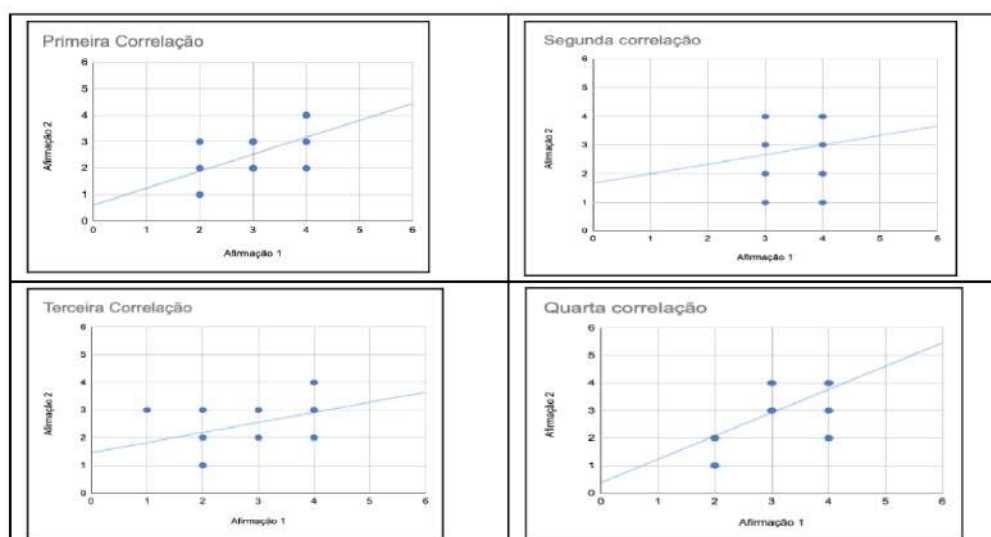 Primeira Correlação
6
5
4
3
2
1
0
Afirmação 2
0 1 2 3 4 5 6
Afirmação 1
Segunda correlação
6
5
4
3
2
1
0
Afirmação 2
0 1 2 3 4 5 6
Afirmação 1
Terceira Correlação
6
5
4
3
2
1
0
Afirmação 2
0 1 2 3 4 5 6
Afirmação 1
Quarta correlação
6
5
4
3
2
1
0
Afirmação 2
0 1 2 3 4 5 6
Afirmação 1